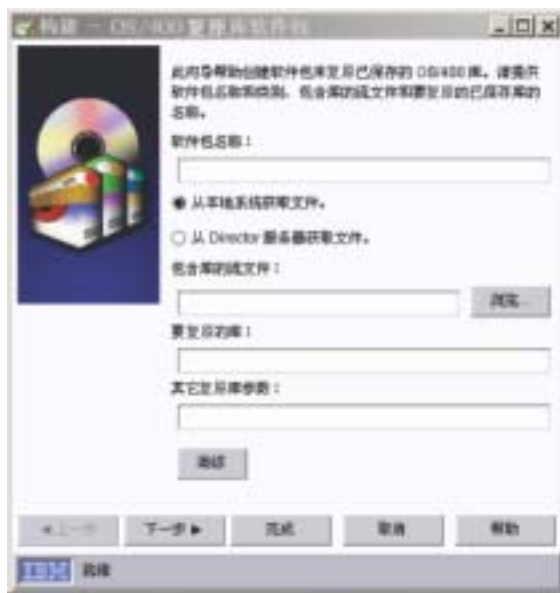 构建 - OS/400 复原库软件包
此向导帮助创建软件包来复原已保存的 OS/400 库。请提供
软件包名称和类别、包含库的流文件和要复原的已保存库的
名称。
软件包名称：
从本地系统获取文件。
从 Director 服务器获取文件。
包含库的流文件：
浏览...
要复原的库：
其它复原库参数：
高级
上一步
下一步
完成
取消
帮助
IBM 就绪